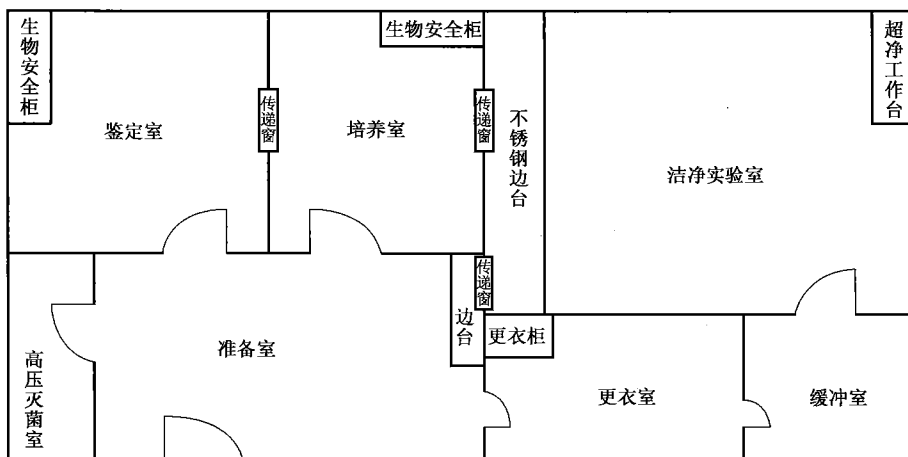 生物安全柜
生物安全柜
超净工作台
传递窗
传递窗
鉴定室
培养室
不锈钢边台
洁净实验室
传递窗
边台
更衣柜
准备室
高压灭菌室
更衣室
缓冲室